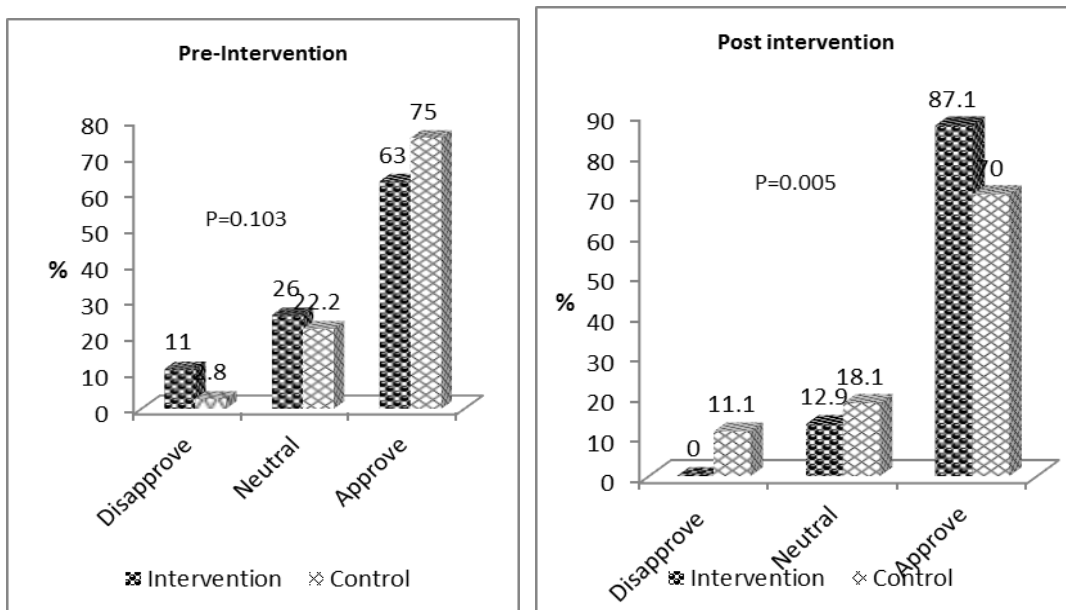 Pre-Intervention
80
70
60
50
40
30
20
10
0
%
P=0.103
11
2.8
26
22.2
63
75
Disapprove
Neutral
Approve
Intervention
Control
Post intervention
90
80
70
60
50
40
30
20
10
0
%
P=0.005
0
11.1
12.9
18.1
87.1
70
Disapprove
Neutral
Approve
Intervention
Control